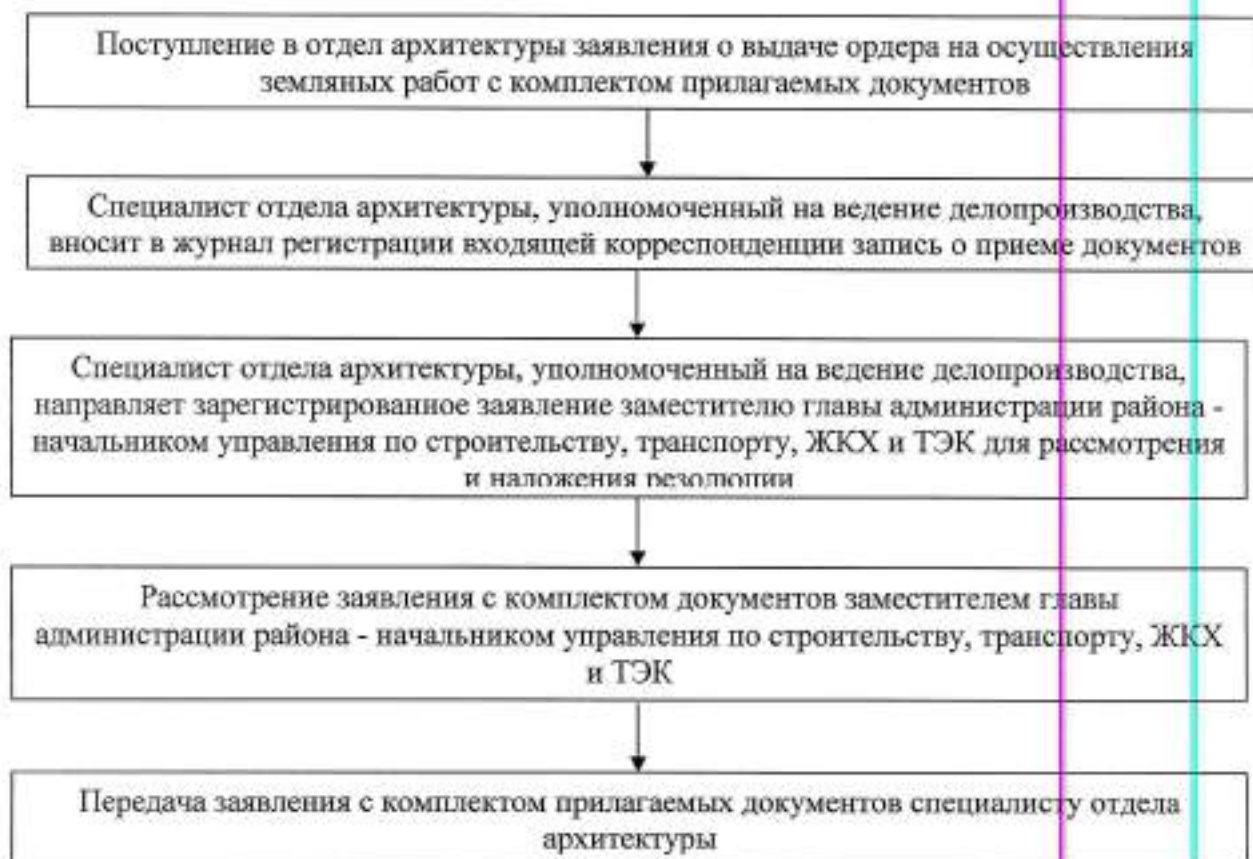 Поступление в отдел архитектуры заявления о выдаче ордера на осуществления
земляных работ с комплектом прилагаемых документов
Специалист отдела архитектуры, уполномоченный на ведение делопроизводства,
вносит в журнал регистрации входящей корреспонденции запись о приеме документов
Специалист отдела архитектуры, уполномоченный на ведение делопроизводства,
направляет зарегистрированное заявление заместителю главы администрации района -
начальником управления по строительству, транспорту, ЖКХ и ТЭК для рассмотрения
и наложения резолюции
Рассмотрение заявления с комплектом документов заместителем главы
администрации района - начальником управления по строительству, транспорту, ЖКХ
и ТЭК
Передача заявления с комплектом прилагаемых документов специалисту отдела
архитектуры